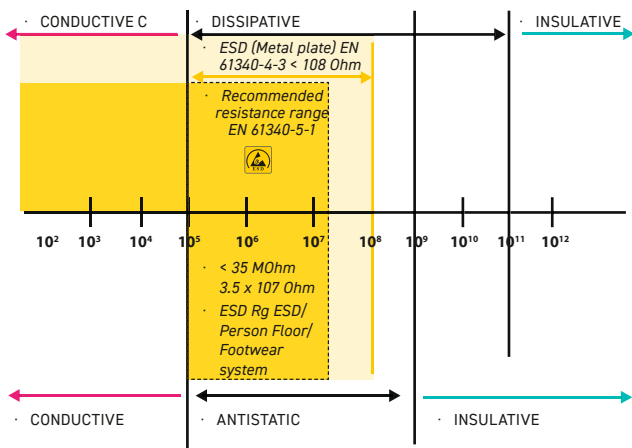 · CONDUCTIVE C
· DISSIPATIVE
· INSULATIVE
· ESD (Metal plate) EN
61340-4-3 < 108 Ohm
· Recommended
resistance range
EN 61340-5-1
ESD
10² 10³ 10⁴ 10⁵ 10⁶ 10⁷ 10⁸ 10⁹ 10¹⁰ 10¹¹ 10¹²
· < 35 MOhm
3.5 x 107 Ohm
· ESD Rg ESD/
Person Floor/
Footwear
system
· CONDUCTIVE
· ANTISTATIC
· INSULATIVE